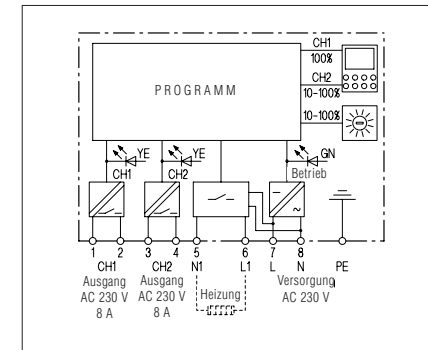 CH1
100%
PROGRAMM
CH2
10-100%
10-100%
YE
YE
GN
CH1
CH2
Betrieb
~
1 2 3 4 5 6 7 8
CH1 CH2 N1 L1 L N PE
Ausgang Ausgang Heizung Versorgung
AC 230 V AC 230 V AC 230 V
8 A 8 A